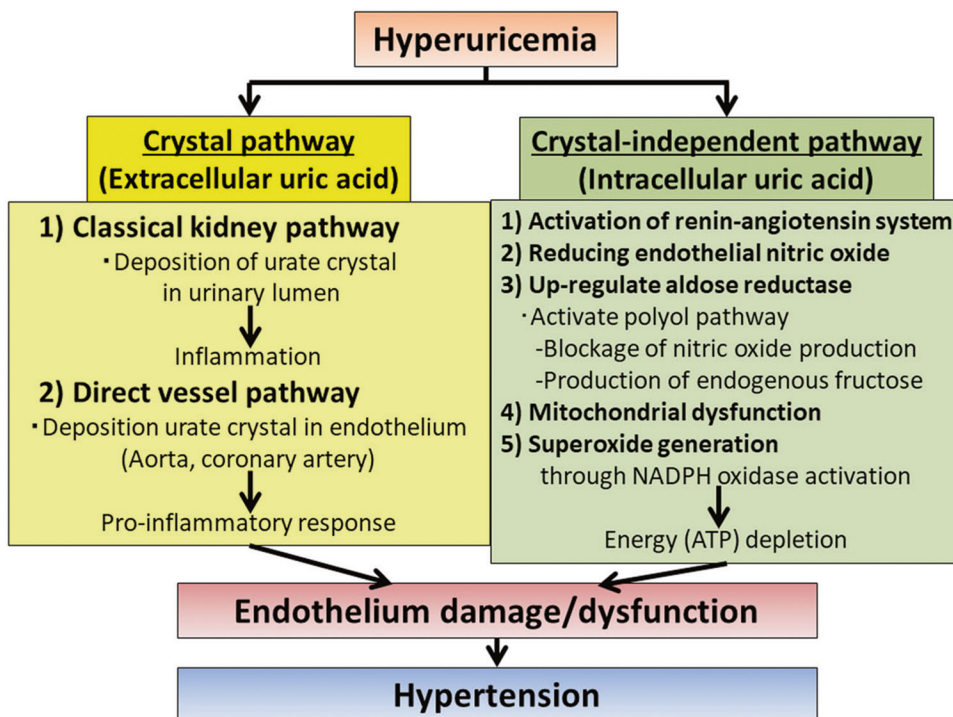 Hyperuricemia
Crystal pathway
(Extracellular uric acid)
1) Classical kidney pathway
・Deposition of urate crystal
in urinary lumen
Inflammation
2) Direct vessel pathway
・Deposition urate crystal in endothelium
(Aorta, coronary artery)
Pro-inflammatory response
Crystal-independent pathway
(Intracellular uric acid)
1) Activation of renin-angiotensin system
2) Reducing endothelial nitric oxide
3) Up-regulate aldose reductase
・Activate polyol pathway
-Blockage of nitric oxide production
-Production of endogenous fructose
4) Mitochondrial dysfunction
5) Superoxide generation
through NADPH oxidase activation
Energy (ATP) depletion
Endothelium damage/dysfunction
Hypertension